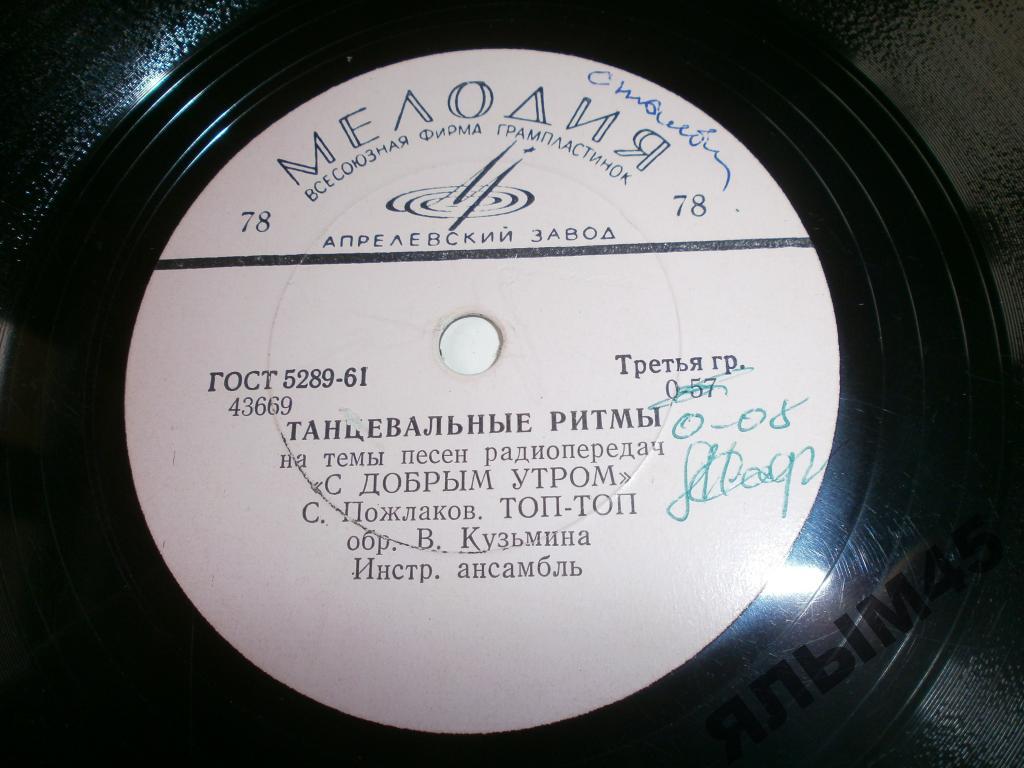 МЕЛОДИЯ
ВСЕСОЮЗНАЯ ФИРМА ГРАМПЛАСТИНОК
78
78
АПРЕЛЕВСКИЙ ЗАВОД
ГОСТ 5289-61
Третья гр.
43669
0-57
ТАНЦЕВАЛЬНЫЕ РИТМЫ
0-08
на темы песен радиопередач
«С ДОБРЫМ УТРОМ»
С. Пожлаков. ТОП-ТОП
обр. В. Кузьмина
Инстр. ансамбль
ЯЛЫМ45